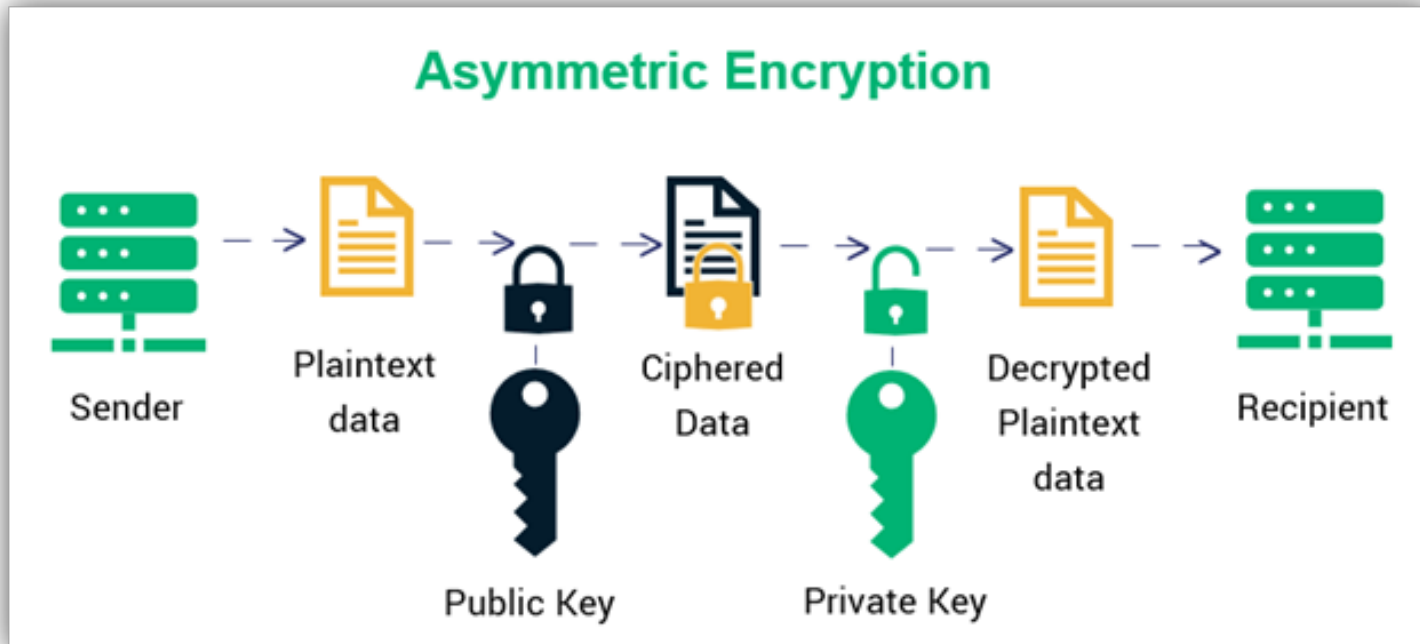 Asymmetric Encryption
Sender
Plaintext
data
Public Key
Ciphered
Data
Private Key
Decrypted
Plaintext
data
Recipient